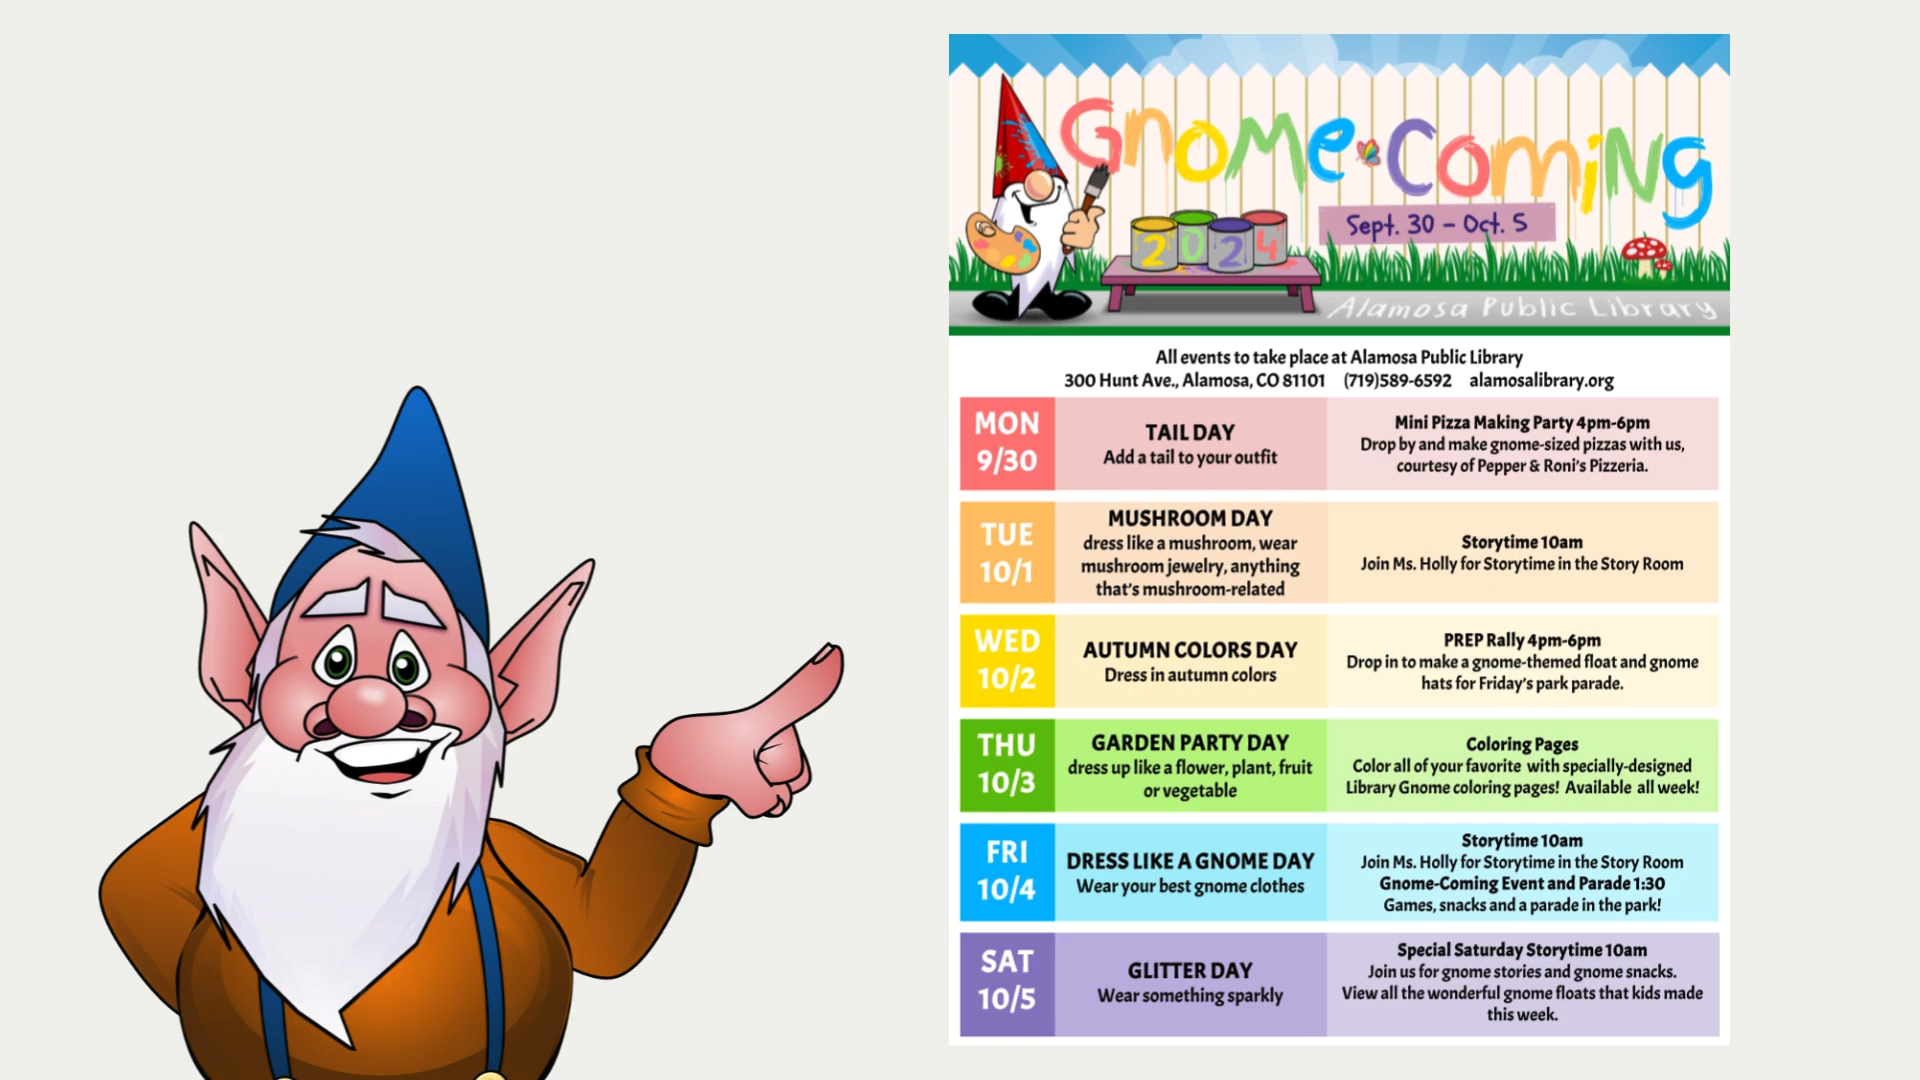 Gnome Coming
2024
Sept. 30 – Oct. 5
Alamosa Public Library
All events to take place at Alamosa Public Library
300 Hunt Ave., Alamosa, CO 81101 (719)589-6592 alamosalibrary.org
MON
9/30
TAIL DAY
Add a tail to your outfit
Mini Pizza Making Party 4pm-6pm
Drop by and make gnome-sized pizzas with us,
courtesy of Pepper & Roni's Pizzeria.
TUE
10/1
MUSHROOM DAY
dress like a mushroom, wear
mushroom jewelry, anything
that's mushroom-related
Storytime 10am
Join Ms. Holly for Storytime in the Story Room
WED
10/2
AUTUMN COLORS DAY
Dress in autumn colors
PREP Rally 4pm-6pm
Drop in to make a gnome-themed float and gnome
hats for Friday's park parade.
THU
10/3
GARDEN PARTY DAY
dress up like a flower, plant, fruit
or vegetable
Coloring Pages
Color all of your favorite with specially-designed
Library Gnome coloring pages! Available all week!
FRI
10/4
DRESS LIKE A GNOME DAY
Wear your best gnome clothes
Storytime 10am
Join Ms. Holly for Storytime in the Story Room
Gnome-Coming Event and Parade 1:30
Games, snacks and a parade in the park!
SAT
10/5
GLITTER DAY
Wear something sparkly
Special Saturday Storytime 10am
Join us for gnome stories and gnome snacks.
View all the wonderful gnome floats that kids made
this week.